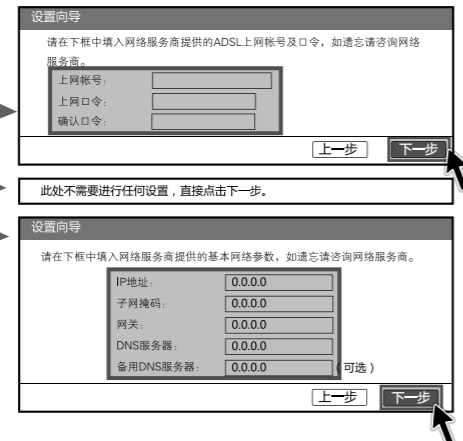 设置向导
请在下框中填入网络服务商提供的ADSL上网帐号及口令，如遗忘请咨询网络
服务商。
上网帐号：
上网口令：
确认口令：
上一步 下一步
此处不需要进行任何设置，直接点击下一步。
设置向导
请在下框中填入网络服务商提供的基本网络参数，如遗忘请咨询网络服务商。
IP地址： 0.0.0.0
子网掩码： 0.0.0.0
网关： 0.0.0.0
DNS服务器： 0.0.0.0
备用DNS服务器： 0.0.0.0 （可选）
上一步 下一步